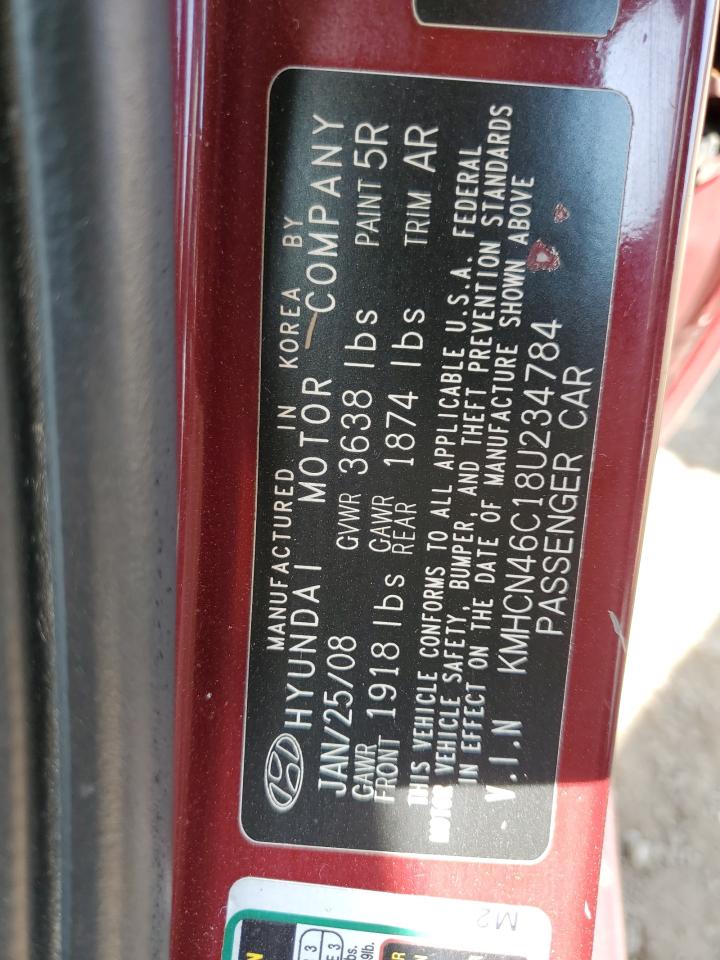 MANUFACTURED IN KOREA BY
HYUNDAI MOTOR COMPANY
JAN/25/08 GVWR 3638 lbs PAINT 5R
GAWR FRONT 1918 lbs GAWR REAR 1874 lbs TRIM AR
THIS VEHICLE CONFORMS TO ALL APPLICABLE U.S.A. FEDERAL
MOTOR VEHICLE SAFETY, BUMPER, AND THEFT PREVENTION STANDARDS
IN EFFECT ON THE DATE OF MANUFACTURE SHOWN ABOVE
V.I.N KMHCN46C18U234784
PASSENGER CAR
M2